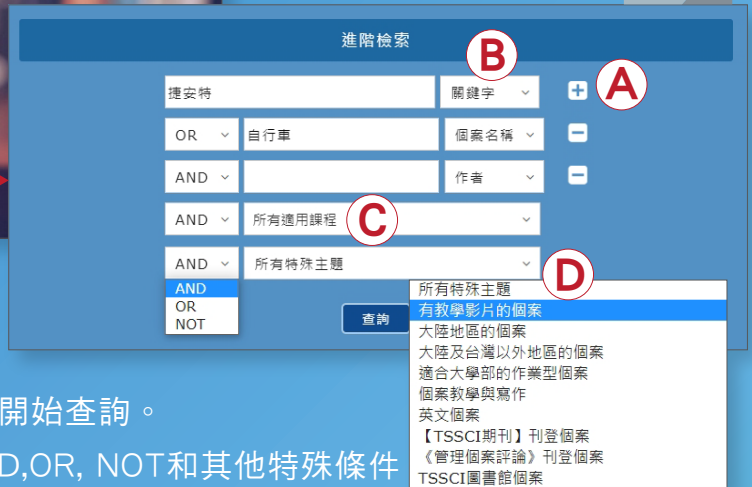 進階檢索
B
捷安特 關鍵字 + A
OR 自行車 個案名稱 −
AND 作者 −
AND 所有適用課程 C
AND 所有特殊主題 D
AND
OR
NOT
查詢
所有特殊主題
有教學影片的個案
大陸地區的個案
大陸及台灣以外地區的個案
適合大學部的作業型個案
個案教學與寫作
英文個案
【TSSCI期刊】刊登個案
《管理個案評論》刊登個案
TSSCI圖書館個案
開始查詢。
D,OR, NOT和其他特殊條件